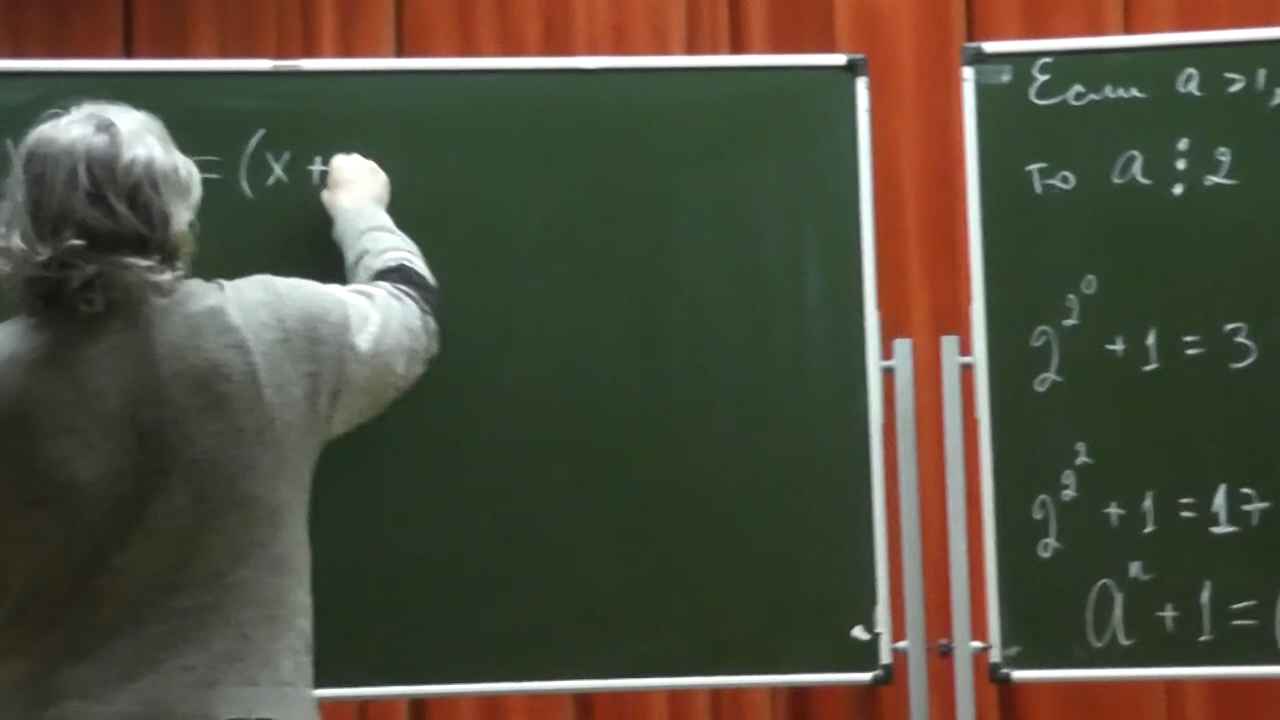 = (x +
Если a > 1,
то a ⋮ 2
2^{2^0} + 1 = 3
2^{2^2} + 1 = 17
a^n + 1 = (